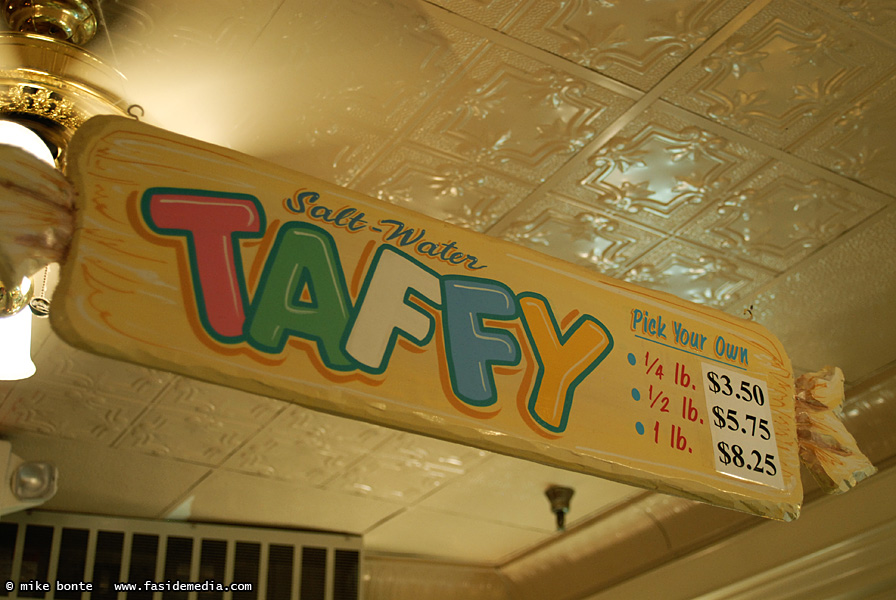 Salt-Water
TAFFY
Pick Your Own
• 1/4 lb. $3.50
• 1/2 lb. $5.75
• 1 lb. $8.25
© mike bonte www.fasidemedia.com